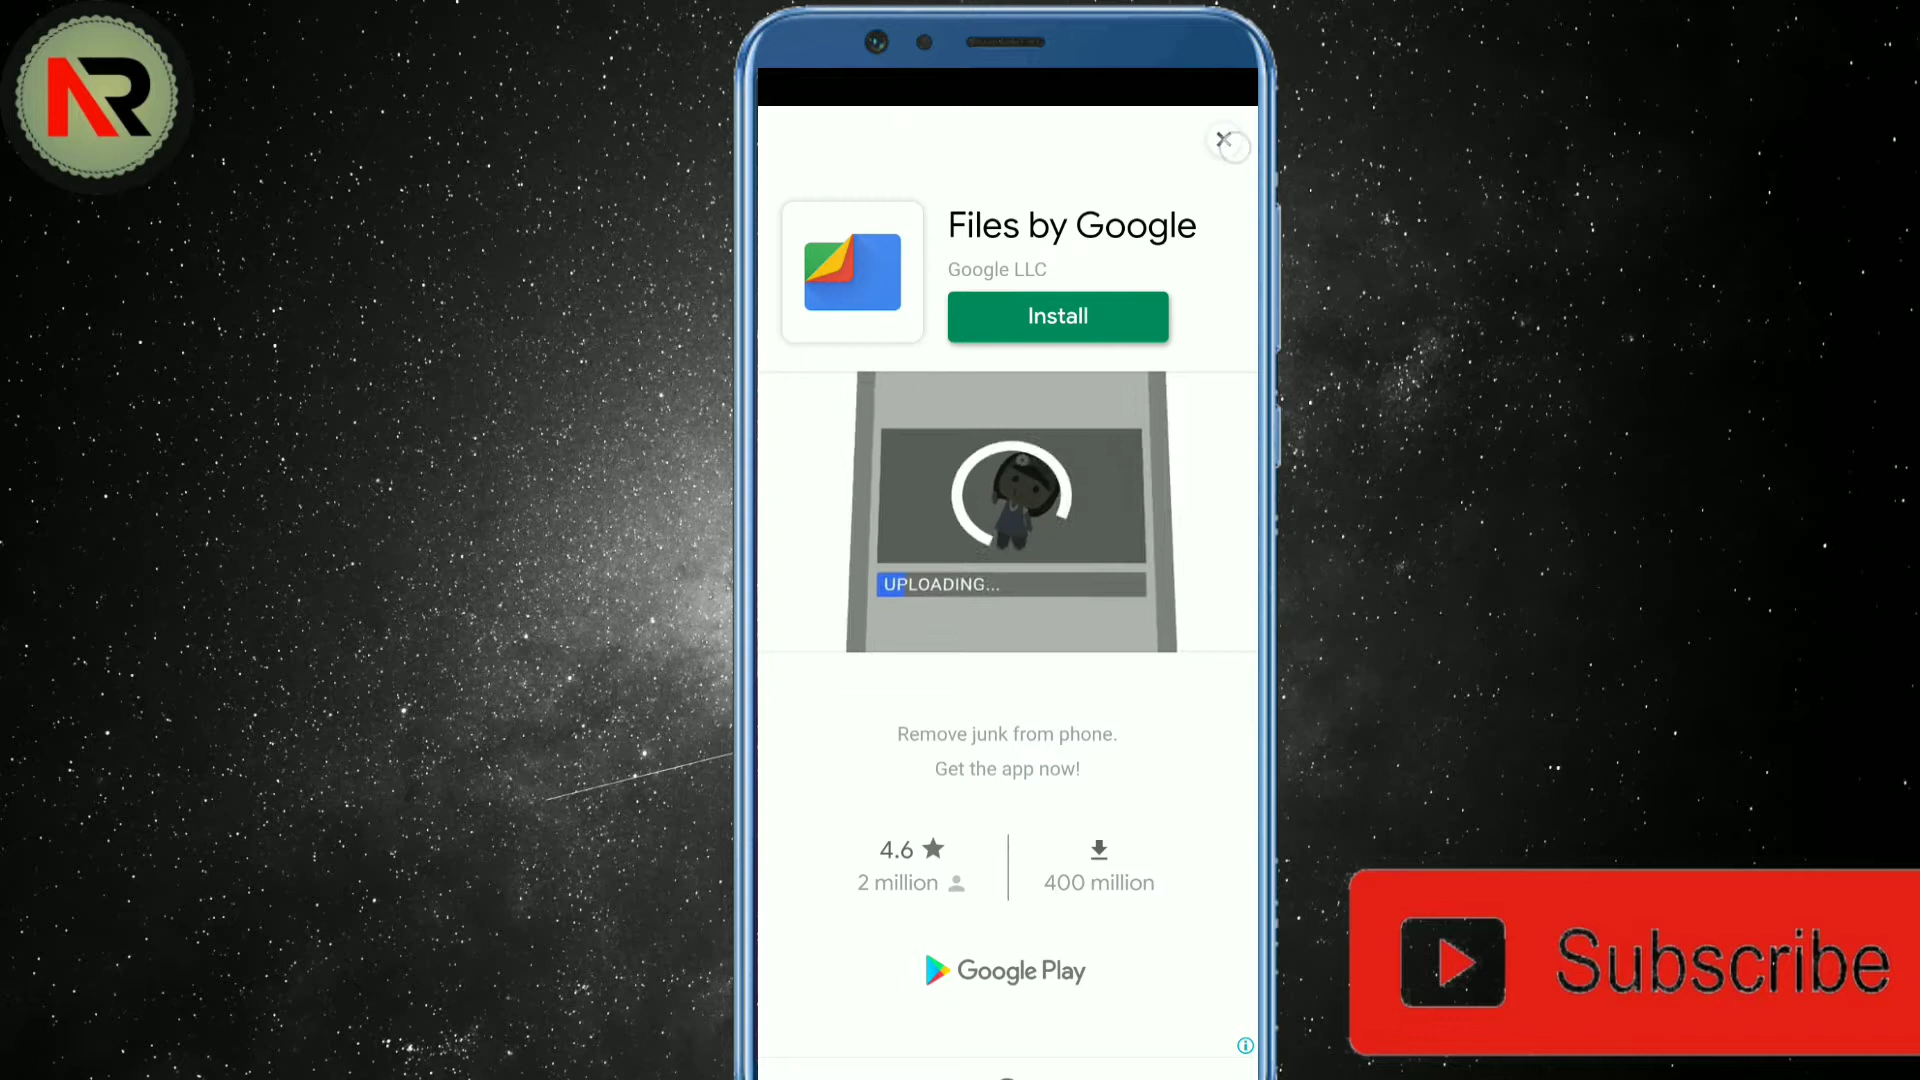 NR
Files by Google
Google LLC
Install
UPLOADING...
Remove junk from phone.
Get the app now!
4.6
2 million
400 million
Google Play
Subscribe